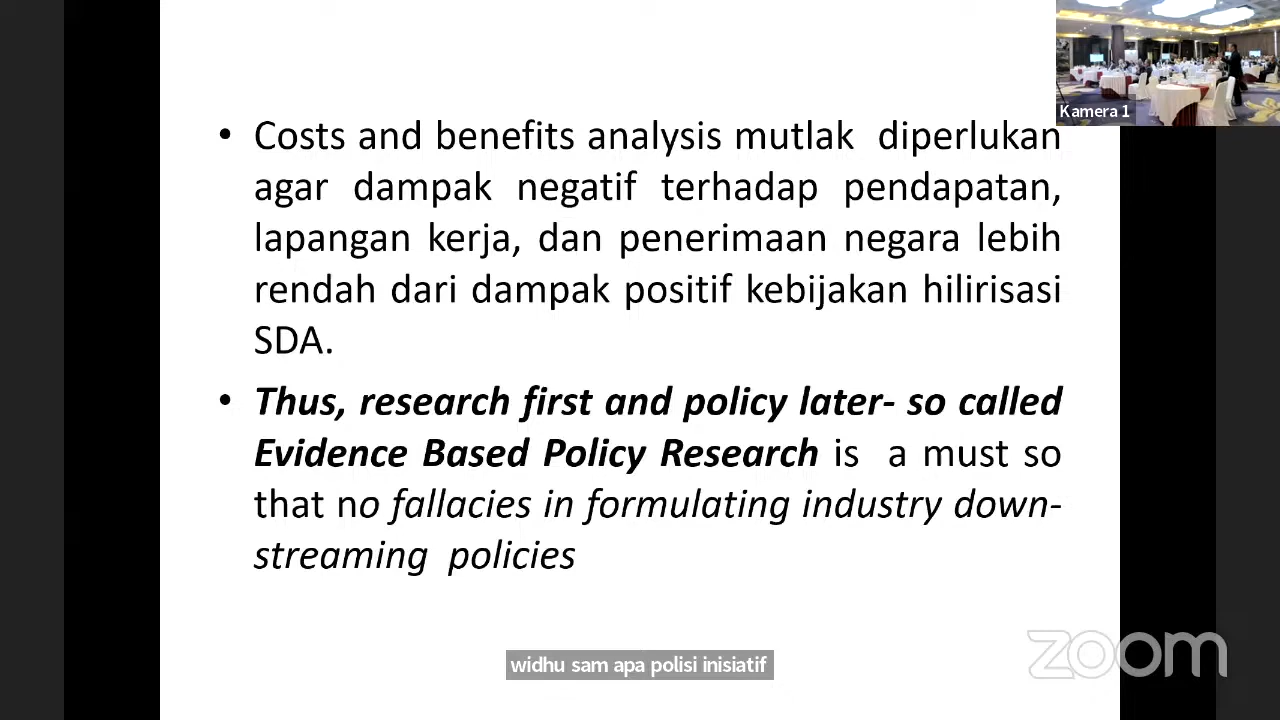 Kamera 1
• Costs and benefits analysis mutlak diperlukan
agar dampak negatif terhadap pendapatan,
lapangan kerja, dan penerimaan negara lebih
rendah dari dampak positif kebijakan hilirisasi
SDA.
• Thus, research first and policy later- so called
Evidence Based Policy Research is a must so
that no fallacies in formulating industry down-
streaming policies
widhu sam apa polisi inisiatif
zoom